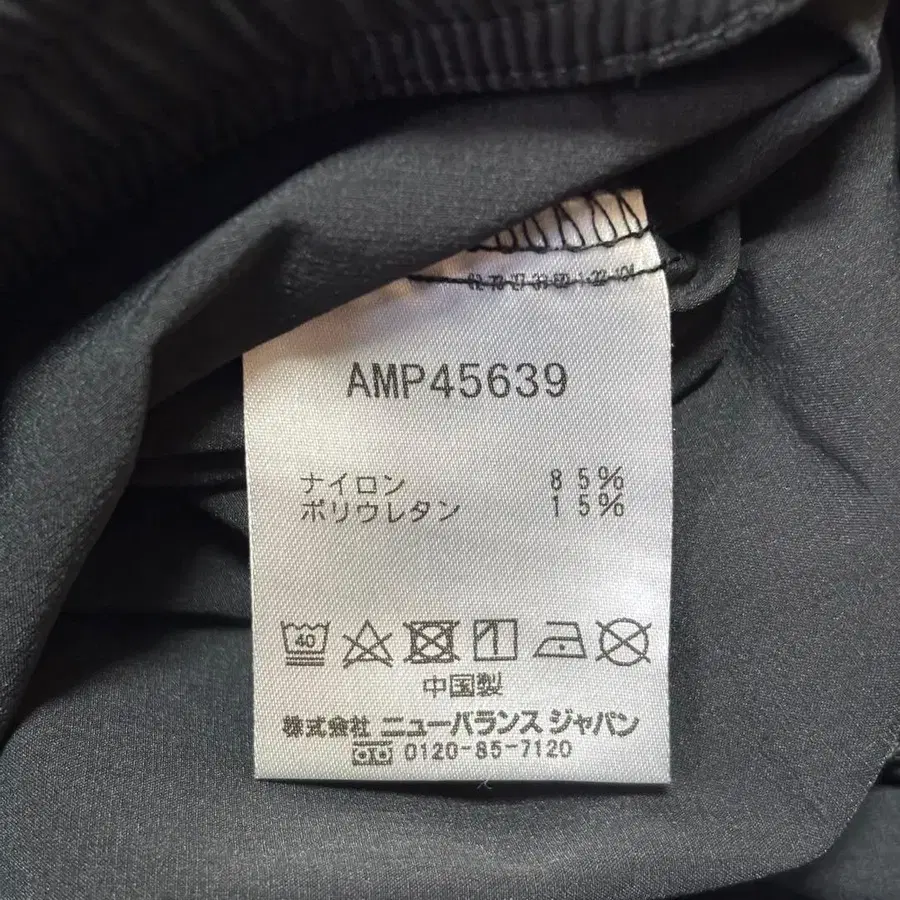 AMP45639
ナイロン 85%
ポリウレタン 15%
40
中国製
株式会社 ニューバランス ジャパン
0120-85-7120